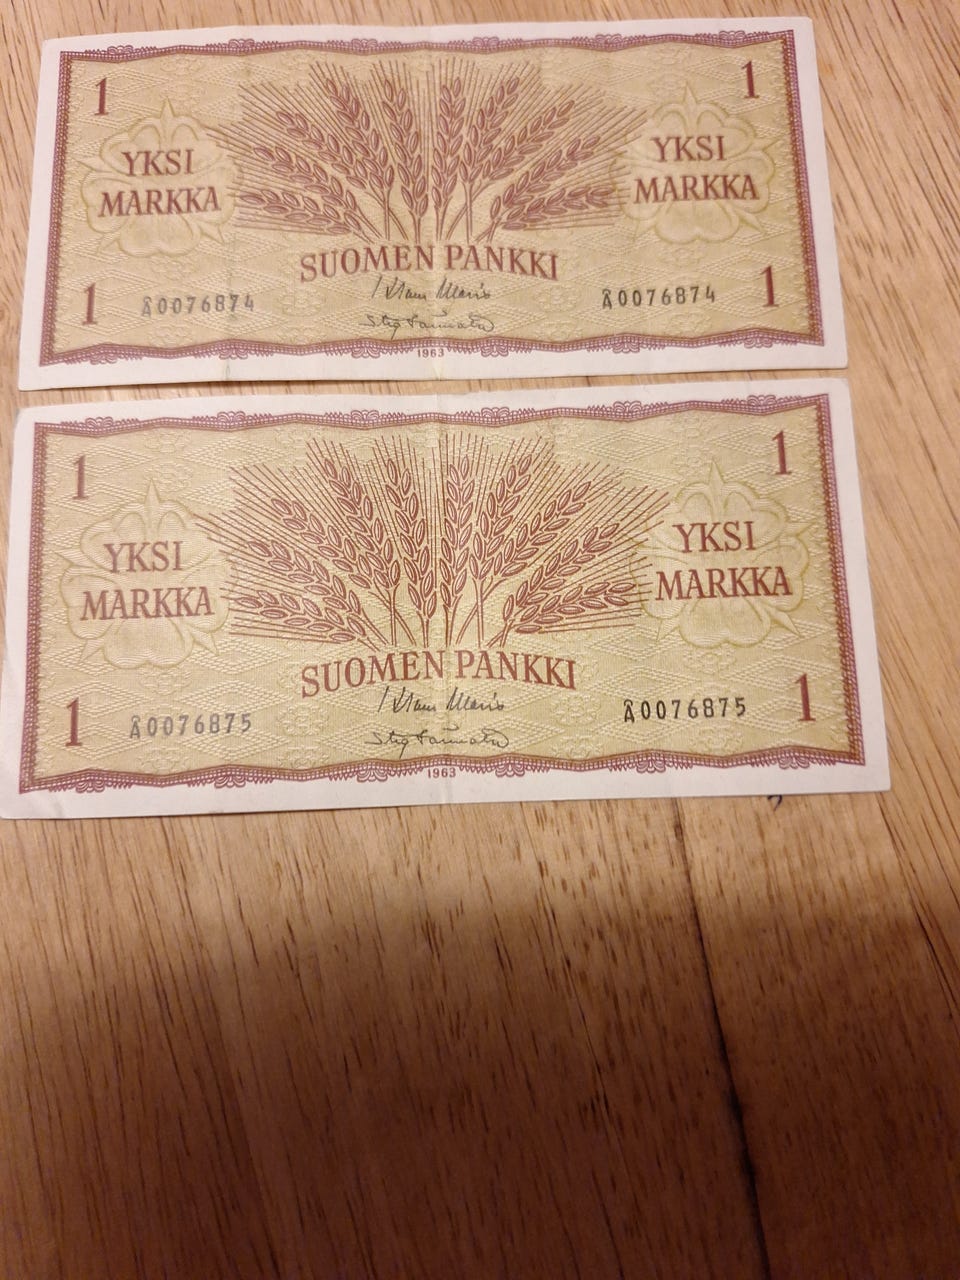 1 1
YKSI MARKKA
YKSI MARKKA
SUOMEN PANKKI
1 Â0076874 Â0076874 1
1963
1 1
YKSI MARKKA
YKSI MARKKA
SUOMEN PANKKI
1 Â0076875 Â0076875 1
1963